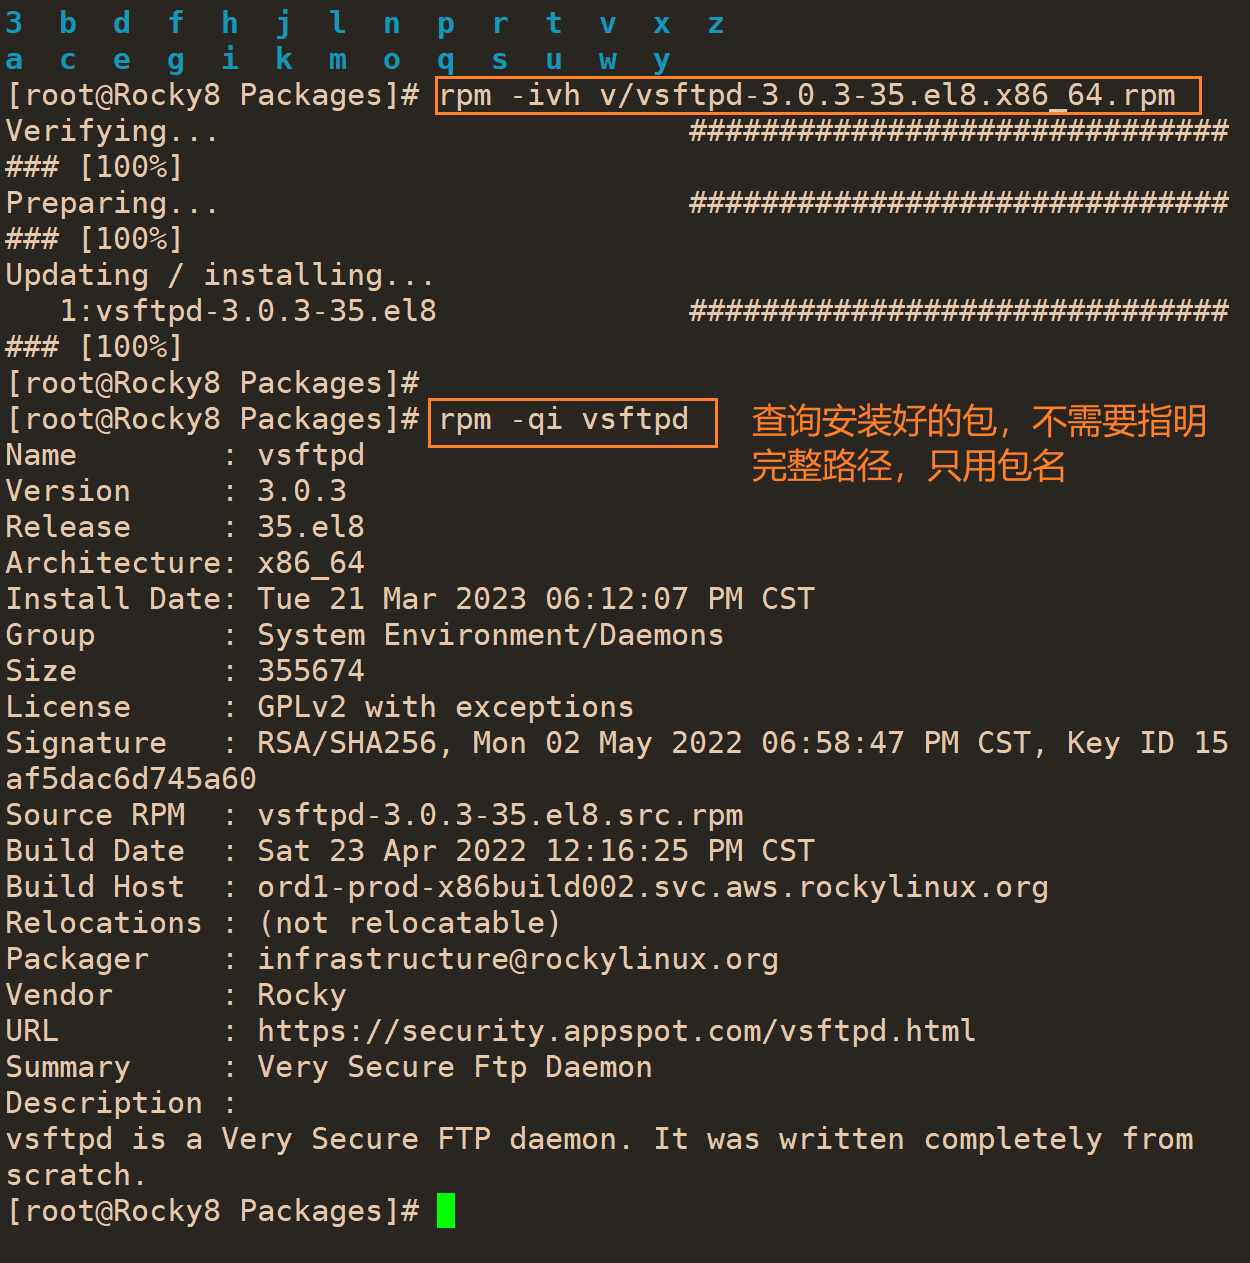 3 b d f h j l n p r t v x z
a c e g i k m o q s u w y
[root@Rocky8 Packages]# rpm -ivh v/vsftpd-3.0.3-35.el8.x86_64.rpm
Verifying... ##############################
### [100%]
Preparing... ##############################
### [100%]
Updating / installing...
1:vsftpd-3.0.3-35.el8 ##############################
### [100%]
[root@Rocky8 Packages]#
[root@Rocky8 Packages]# rpm -qi vsftpd
查询安装好的包，不需要指明
完整路径，只用包名
Name : vsftpd
Version : 3.0.3
Release : 35.el8
Architecture: x86_64
Install Date: Tue 21 Mar 2023 06:12:07 PM CST
Group : System Environment/Daemons
Size : 355674
License : GPLv2 with exceptions
Signature : RSA/SHA256, Mon 02 May 2022 06:58:47 PM CST, Key ID 15
af5dac6d745a60
Source RPM : vsftpd-3.0.3-35.el8.src.rpm
Build Date : Sat 23 Apr 2022 12:16:25 PM CST
Build Host : ord1-prod-x86build002.svc.aws.rockylinux.org
Relocations : (not relocatable)
Packager : infrastructure@rockylinux.org
Vendor : Rocky
URL : https://security.appspot.com/vsftpd.html
Summary : Very Secure Ftp Daemon
Description :
vsftpd is a Very Secure FTP daemon. It was written completely from
scratch.
[root@Rocky8 Packages]#